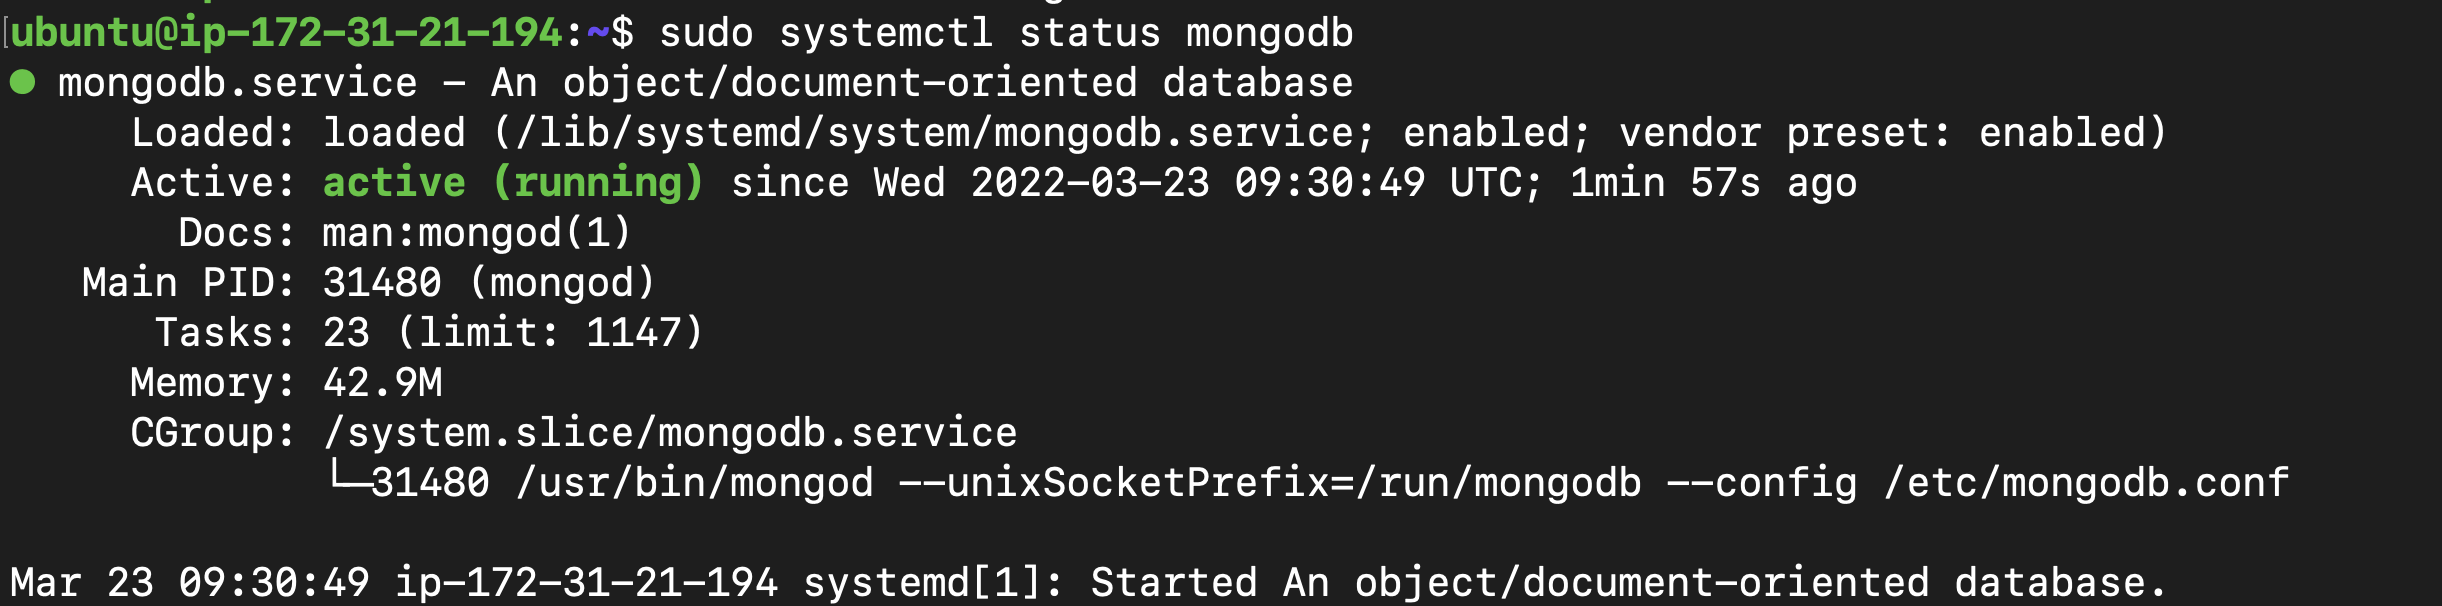 ubuntu@ip-172-31-21-194:~$ sudo systemctl status mongodb
● mongodb.service - An object/document-oriented database
Loaded: loaded (/lib/systemd/system/mongodb.service; enabled; vendor preset: enabled)
Active: active (running) since Wed 2022-03-23 09:30:49 UTC; 1min 57s ago
Docs: man:mongod(1)
Main PID: 31480 (mongod)
Tasks: 23 (limit: 1147)
Memory: 42.9M
CGroup: /system.slice/mongodb.service
└─31480 /usr/bin/mongod --unixSocketPrefix=/run/mongodb --config /etc/mongodb.conf
Mar 23 09:30:49 ip-172-31-21-194 systemd[1]: Started An object/document-oriented database.